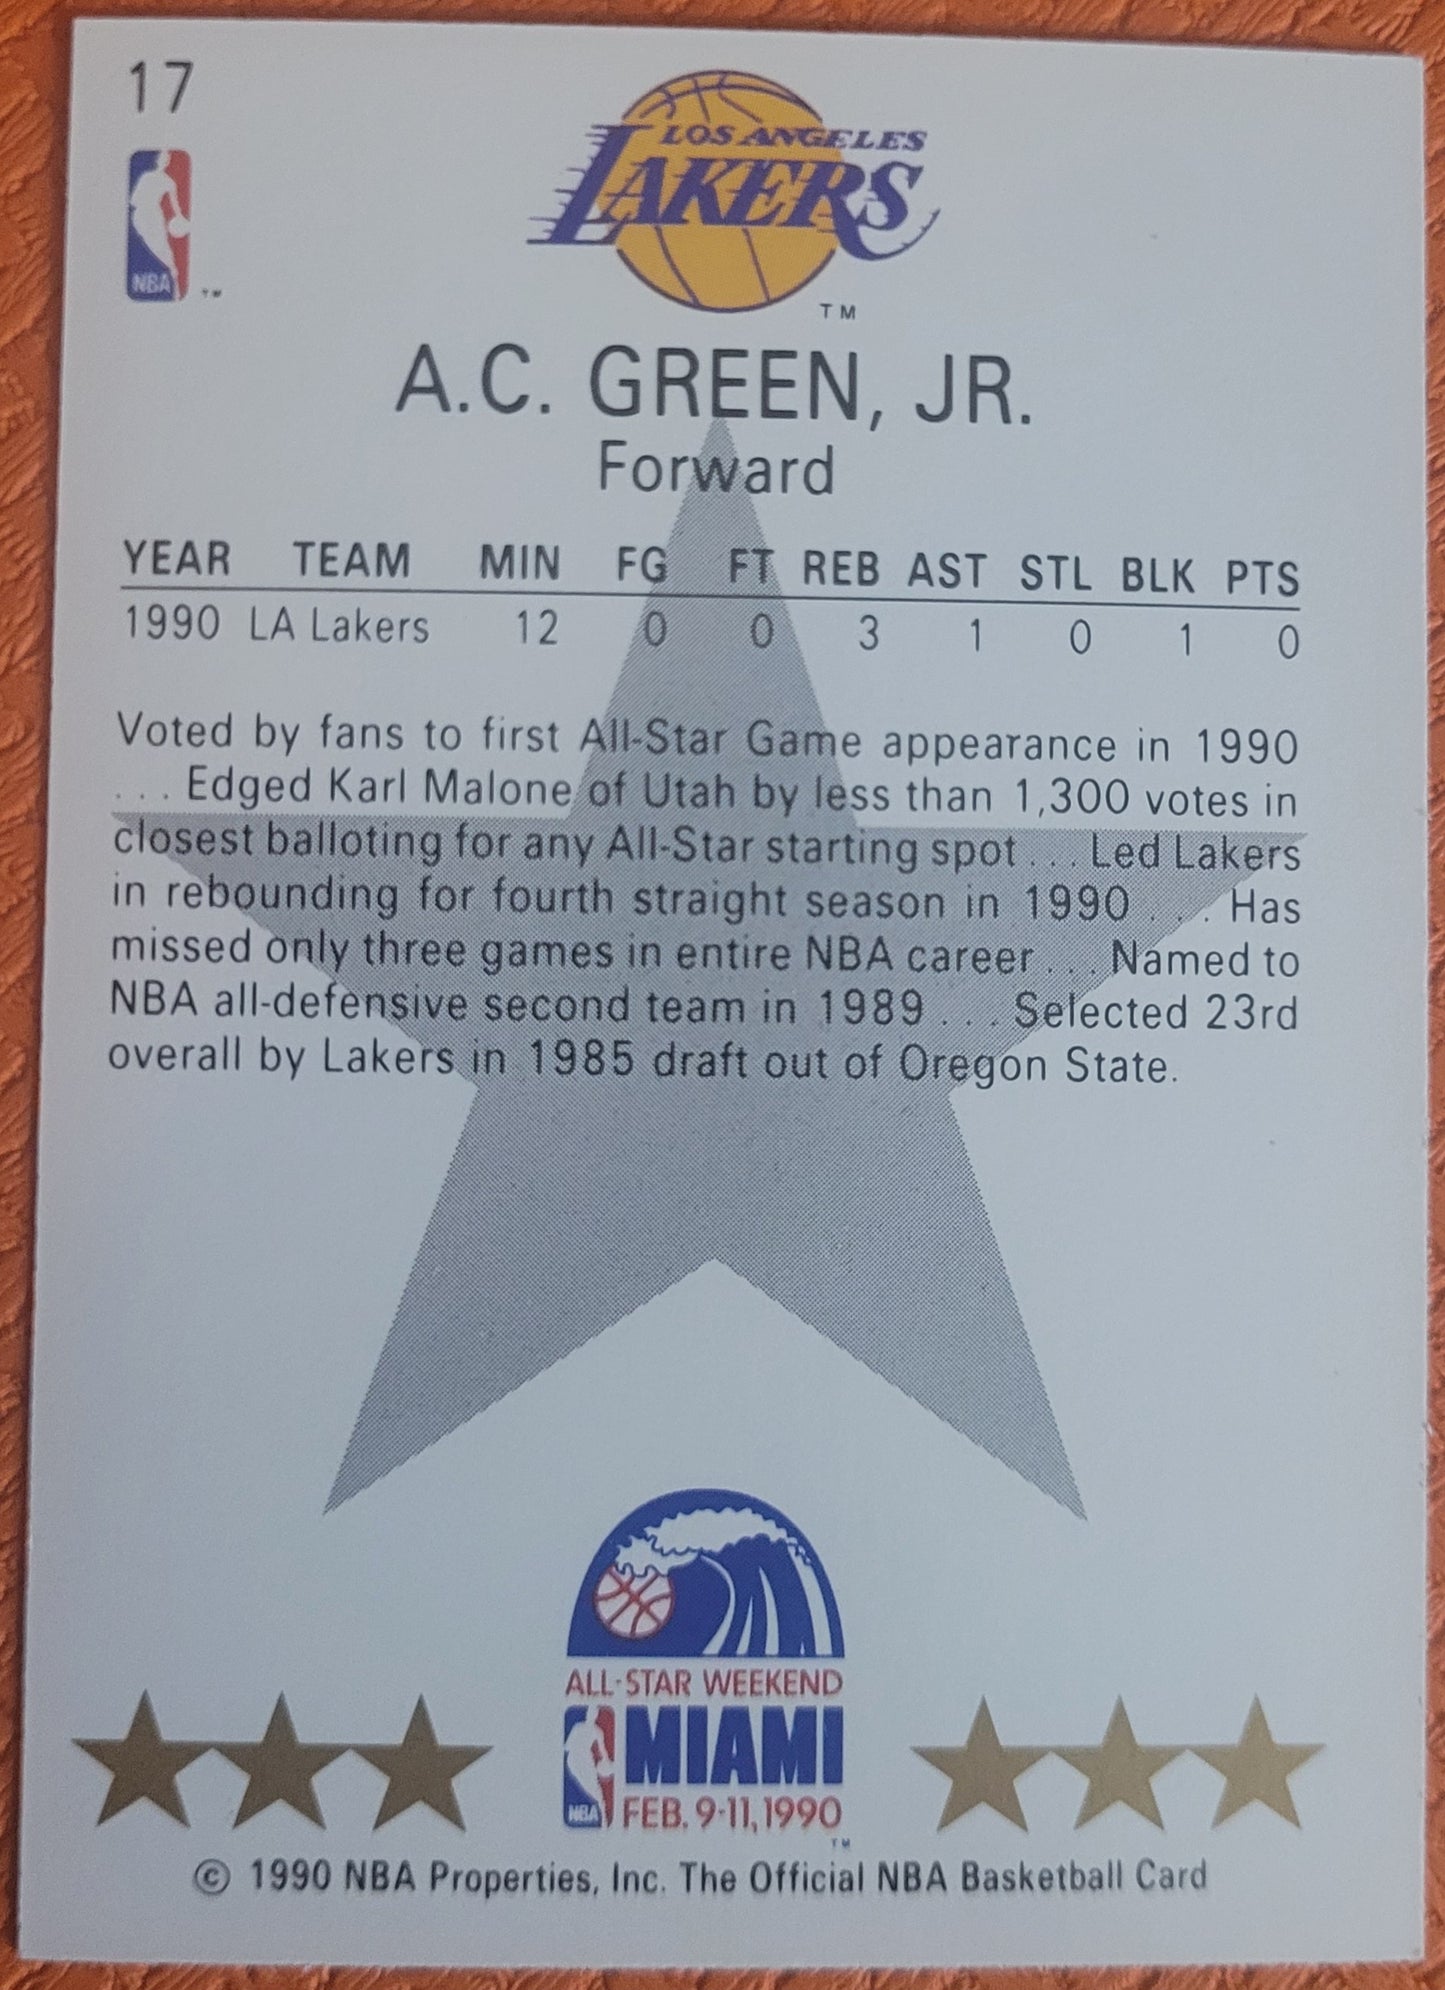 17
LOS ANGELES
LAKERS
NBA
TM
TM
A.C. GREEN, JR.
Forward
YEAR TEAM MIN FG FT REB AST STL BLK PTS
1990 LA Lakers 12 0 0 3 1 0 1 0
Voted by fans to first All-Star Game appearance in 1990
. . . Edged Karl Malone of Utah by less than 1,300 votes in
closest balloting for any All-Star starting spot . . . Led Lakers
in rebounding for fourth straight season in 1990 . . . Has
missed only three games in entire NBA career . . . Named to
NBA all-defensive second team in 1989 . . . Selected 23rd
overall by Lakers in 1985 draft out of Oregon State.
ALL-STAR WEEKEND
MIAMI
NBA FEB. 9-11, 1990
TM
© 1990 NBA Properties, Inc. The Official NBA Basketball Card